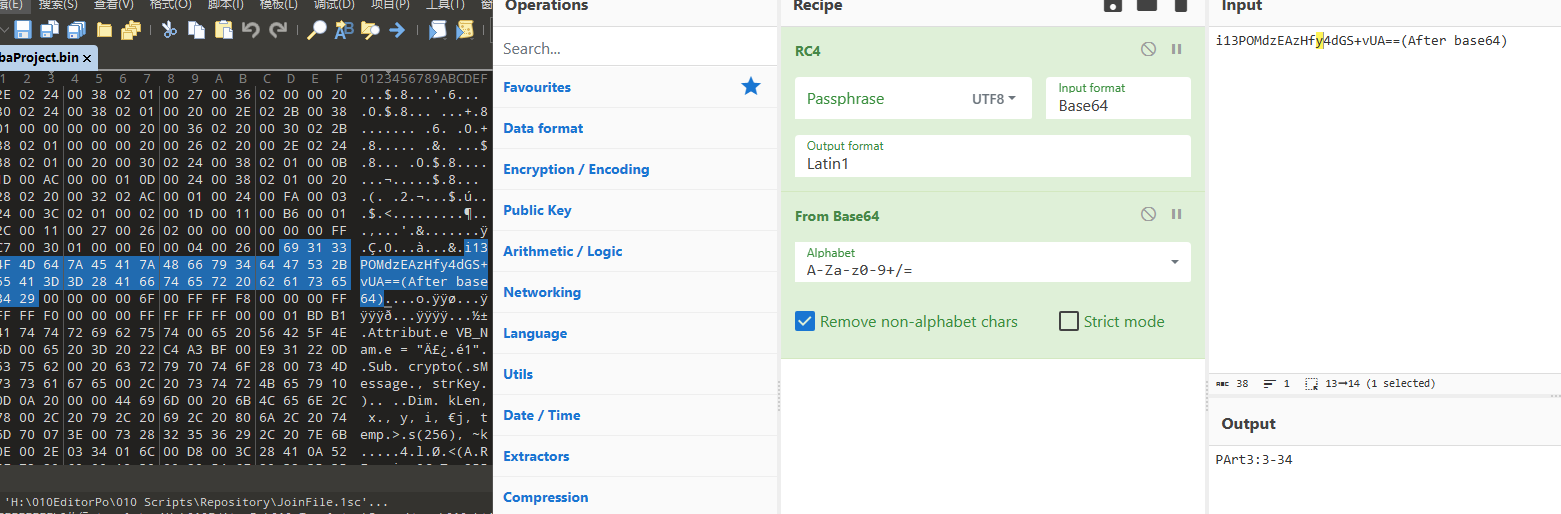 辑(E) 搜索(S) 查看(V) 格式(O) 脚本(I) 模板(L) 调试(D) 项目(P) 工具(T) 窗
baProject.bin ×
1 2 3 4 5 6 7 8 9 A B C D E F 0123456789ABCDEF
2E 02 24 00 38 02 01 00 27 00 36 02 00 00 20 ...$.8...'.6...
30 02 24 00 38 02 01 00 20 00 2E 02 2B 00 38 .0.$.8... ...+.8
01 00 00 00 00 00 20 00 36 02 20 00 30 02 2B ....... .6. .0.+
38 02 01 00 00 00 20 00 26 02 20 00 2E 02 24 .8..... .&. ...$
38 02 01 00 20 00 30 02 24 00 38 02 01 00 0B .8... .0.$.8....
1D 00 AC 00 00 01 0D 00 24 00 38 02 01 00 20 ...¬.....$.8...
28 02 20 00 32 02 AC 00 01 00 24 00 FA 00 03 .(. .2.¬...$.ú..
24 00 3C 02 01 00 02 00 1D 00 11 00 B6 00 01 .$.<.........¶..
2C 00 11 00 27 00 26 02 00 00 00 00 00 00 FF .,...'.&.......ÿ
C7 00 30 01 00 00 E0 00 04 00 26 00 69 31 33 .Ç.0...à...&.i13
4F 4D 64 7A 45 41 7A 48 66 79 34 64 47 53 2B POMdzEAzHfy4dGS+
55 41 3D 3D 28 41 66 74 65 72 20 62 61 73 65 vUA==(After base
34 29 00 00 00 00 6F 00 FF FF F8 00 00 00 FF 64)....o.ÿÿø...ÿ
FF FF F0 00 00 00 FF FF FF FF 00 00 01 BD B1 ÿÿÿð...ÿÿÿÿ...½±
41 74 74 72 69 62 75 74 00 65 20 56 42 5F 4E .Attribut.e VB_N
6D 00 65 20 3D 20 22 C4 A3 BF 00 E9 31 22 0D am.e = "Ä£¿.é1".
53 75 62 00 20 63 72 79 70 74 6F 28 00 73 4D .Sub. crypto(.sM
73 73 61 67 65 00 2C 20 73 74 72 4B 65 79 10 essage., strKey.
0D 0A 20 00 00 44 69 6D 00 20 6B 4C 65 6E 2C ).. ..Dim. kLen,
78 00 2C 20 79 2C 20 69 2C 20 80 6A 2C 20 74 x., y, i, €j, t
6D 70 07 3E 00 73 28 32 35 36 29 2C 20 7E 6B emp.>.s(256), ~k
0E 00 2E 03 34 01 6C 00 D8 00 3C 28 41 0A 52 .....4.l.Ø.<(A.R
'H:\010EditorPo\010 Scripts\Repository\JoinFile.1sc'...
Operations
Search...
Favourites
Data format
Encryption / Encoding
Public Key
Arithmetic / Logic
Networking
Language
Utils
Date / Time
Extractors
Compression
Recipe
RC4
Passphrase UTF8
Input format
Base64
Output format
Latin1
From Base64
Alphabet
A-Za-z0-9+/=
Remove non-alphabet chars Strict mode
Input
i13POMdzEAzHfy4dGS+vUA==(After base64)
ABC 38 1 13→14 (1 selected)
Output
PArt3:3-34